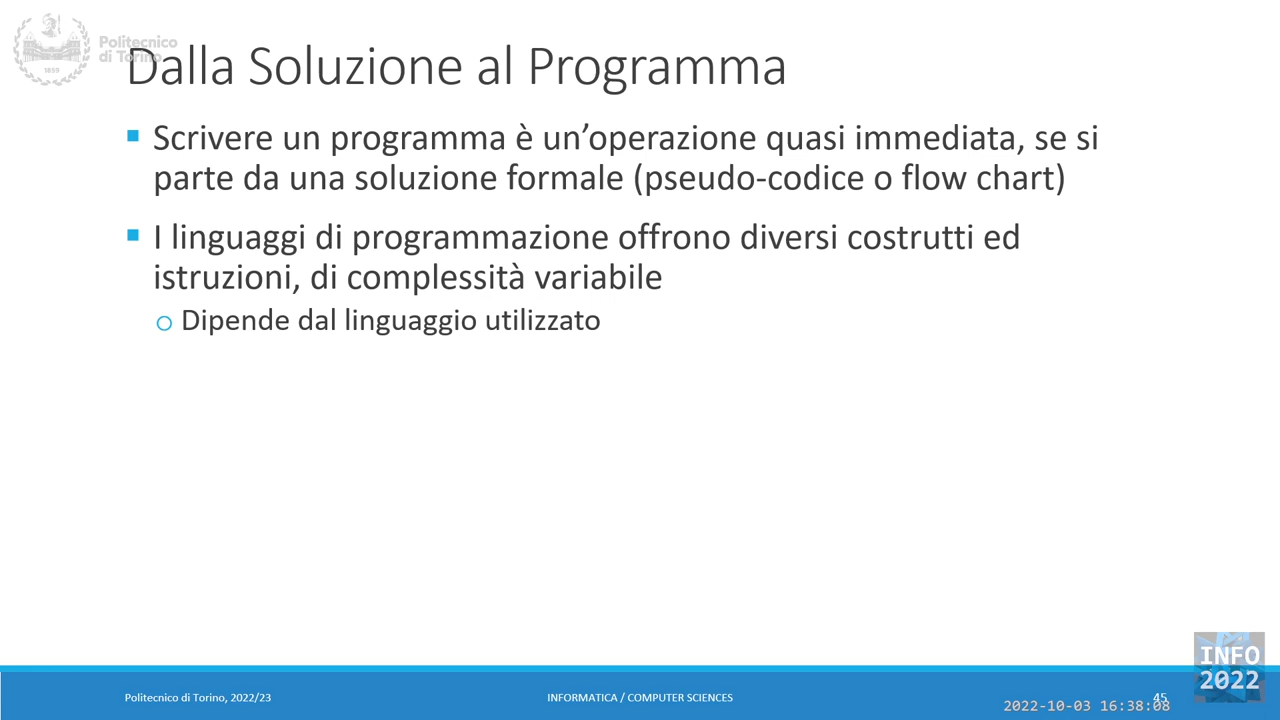 Politecnico
di Torino
1859
Dalla Soluzione al Programma
Scrivere un programma è un’operazione quasi immediata, se si
parte da una soluzione formale (pseudo-codice o flow chart)
I linguaggi di programmazione offrono diversi costrutti ed
istruzioni, di complessità variabile
Dipende dal linguaggio utilizzato
INFO
2022
Politecnico di Torino, 2022/23
INFORMATICA / COMPUTER SCIENCES
45
2022-10-03 16:38:08